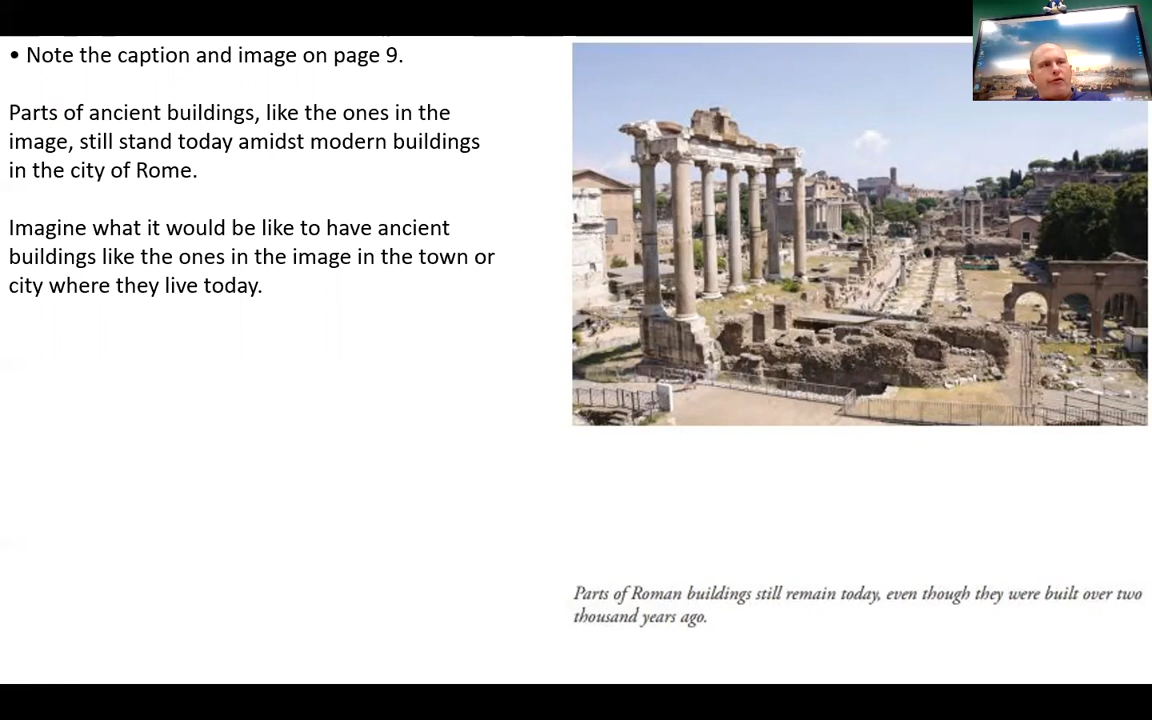 • Note the caption and image on page 9.
Parts of ancient buildings, like the ones in the
image, still stand today amidst modern buildings
in the city of Rome.
Imagine what it would be like to have ancient
buildings like the ones in the image in the town or
city where they live today.
Parts of Roman buildings still remain today, even though they were built over two
thousand years ago.